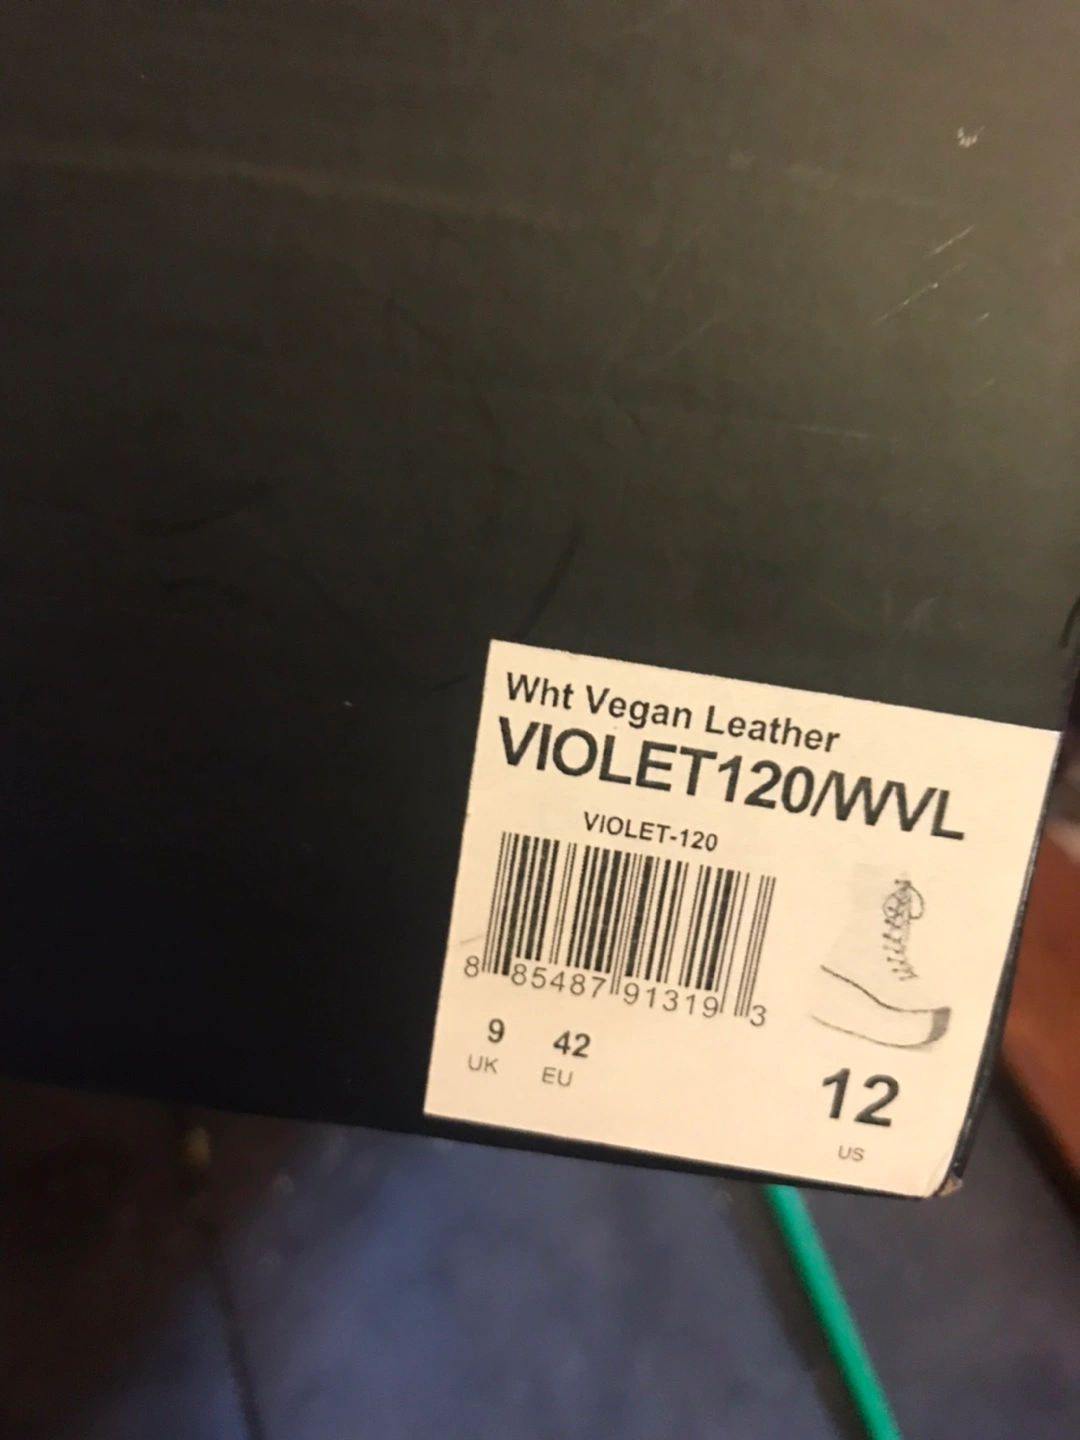 Wht Vegan Leather
VIOLET120/WVL
VIOLET-120
8 85487 91319 3
9 42
UK EU
12
US